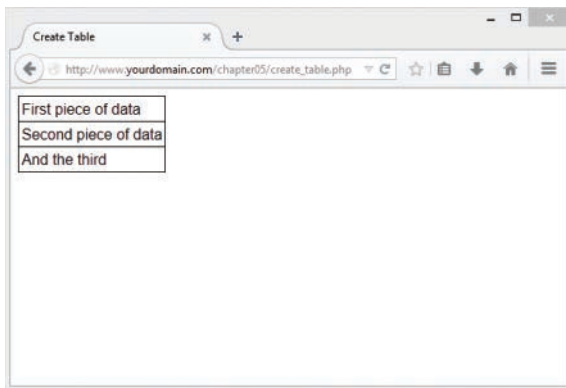 Create Table
http://www.yourdomain.com/chapter05/create_table.php
First piece of data
Second piece of data
And the third